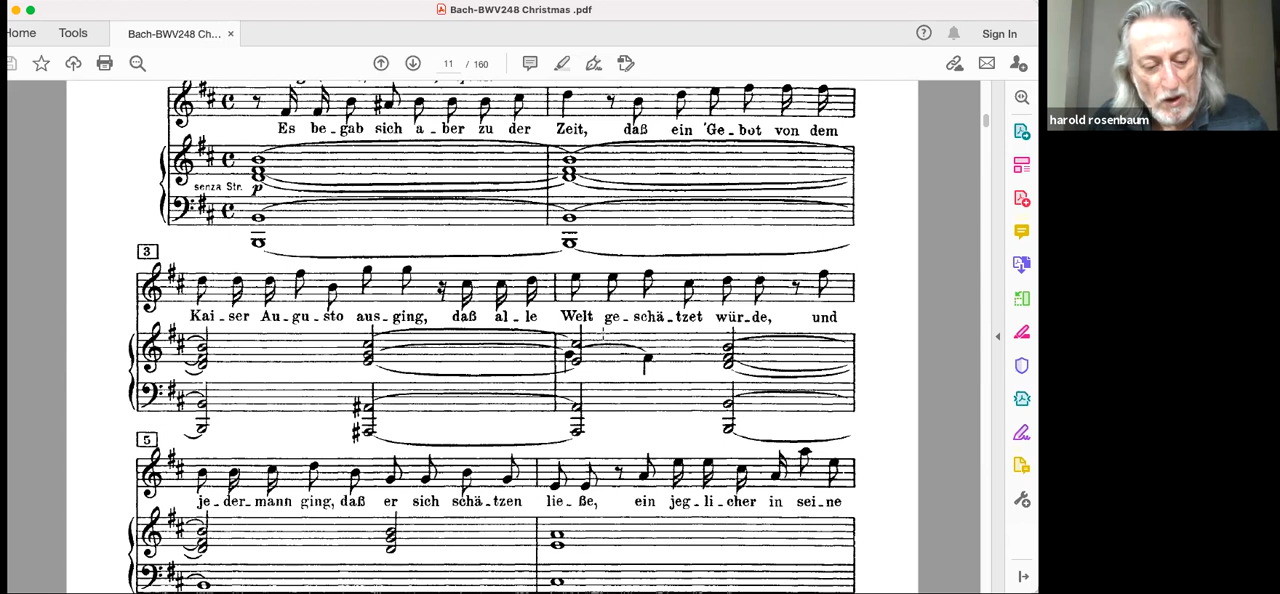 Bach-BWV248 Christmas .pdf
Home Tools Bach-BWV248 Ch... × Sign In
11 / 160
harold rosenbaum
Es be-gab sich a-ber zu der Zeit, daß ein Ge-bot von dem
senza Str. p
3
Kai-ser Au-gu-sto aus-ging, daß al-le Welt ge-schä-tzet wür-de, und
5
je-der-mann ging, daß er sich schä-tzen lie-ße, ein jeg-li-cher in sei-ne